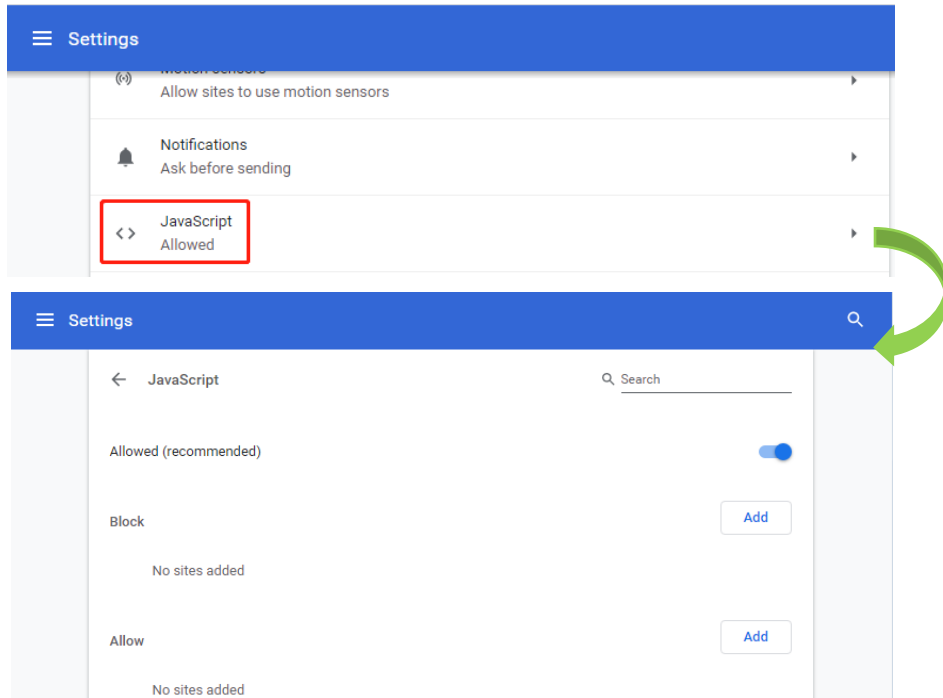 Settings
Allow sites to use motion sensors
Notifications
Ask before sending
JavaScript
Allowed
Settings
JavaScript
Search
Allowed (recommended)
Block
Add
No sites added
Allow
Add
No sites added